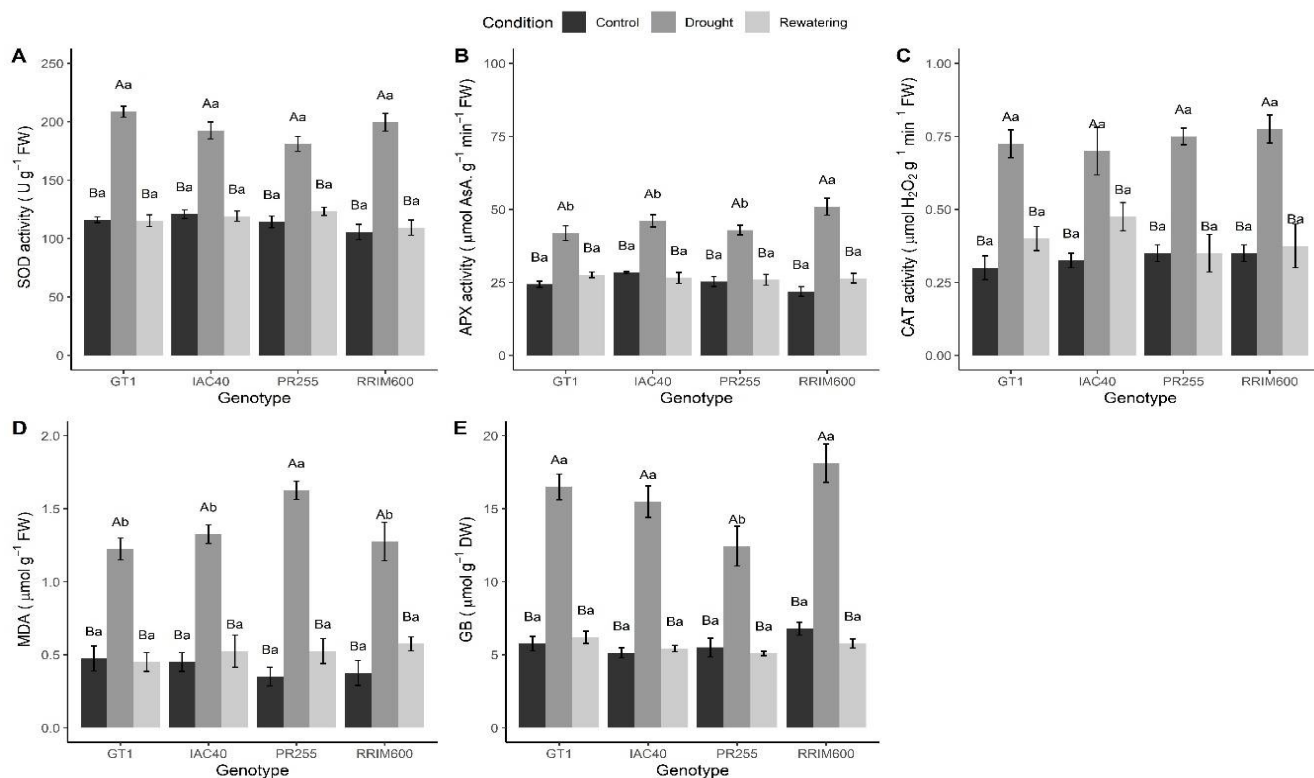 Condition Control Drought Rewatering
A
SOD activity ( U g⁻¹ FW)
250
200
150
100
50
0
Aa Aa Aa Aa
Ba Ba Ba Ba Ba Ba Ba Ba
GT1 IAC40 PR255 RRIM600
Genotype
B
APX activity ( μmol AsA. g⁻¹ min⁻¹ FW)
100
75
50
25
0
Ab Ab Ab Aa
Ba Ba Ba Ba Ba Ba Ba Ba
GT1 IAC40 PR255 RRIM600
Genotype
C
CAT activity ( μmol H₂O₂ g⁻¹ min⁻¹ FW)
1.00
0.75
0.50
0.25
0.00
Aa Aa Aa Aa
Ba Ba Ba Ba Ba Ba Ba Ba
GT1 IAC40 PR255 RRIM600
Genotype
D
MDA ( μmol g⁻¹ FW)
2.0
1.5
1.0
0.5
0.0
Ab Ab Aa Ab
Ba Ba Ba Ba Ba Ba Ba Ba
GT1 IAC40 PR255 RRIM600
Genotype
E
GB ( μmol g⁻¹ DW)
20
15
10
5
0
Aa Aa Ab Aa
Ba Ba Ba Ba Ba Ba Ba Ba
GT1 IAC40 PR255 RRIM600
Genotype